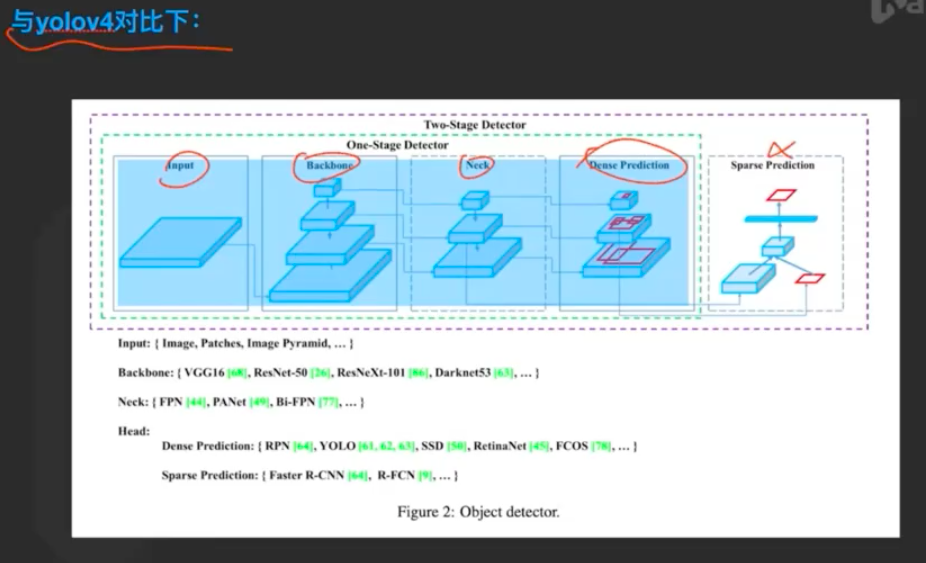 与yolov4对比下：
Two-Stage Detector
One-Stage Detector
Input
Backbone
Neck
Dense Prediction
Sparse Prediction
Input: { Image, Patches, Image Pyramid, … }
Backbone: { VGG16 [68], ResNet-50 [26], ResNeXt-101 [86], Darknet53 [63], … }
Neck: { FPN [44], PANet [49], Bi-FPN [77], … }
Head:
Dense Prediction: { RPN [64], YOLO [61, 62, 63], SSD [50], RetinaNet [45], FCOS [78], … }
Sparse Prediction: { Faster R-CNN [64], R-FCN [9], … }
Figure 2: Object detector.